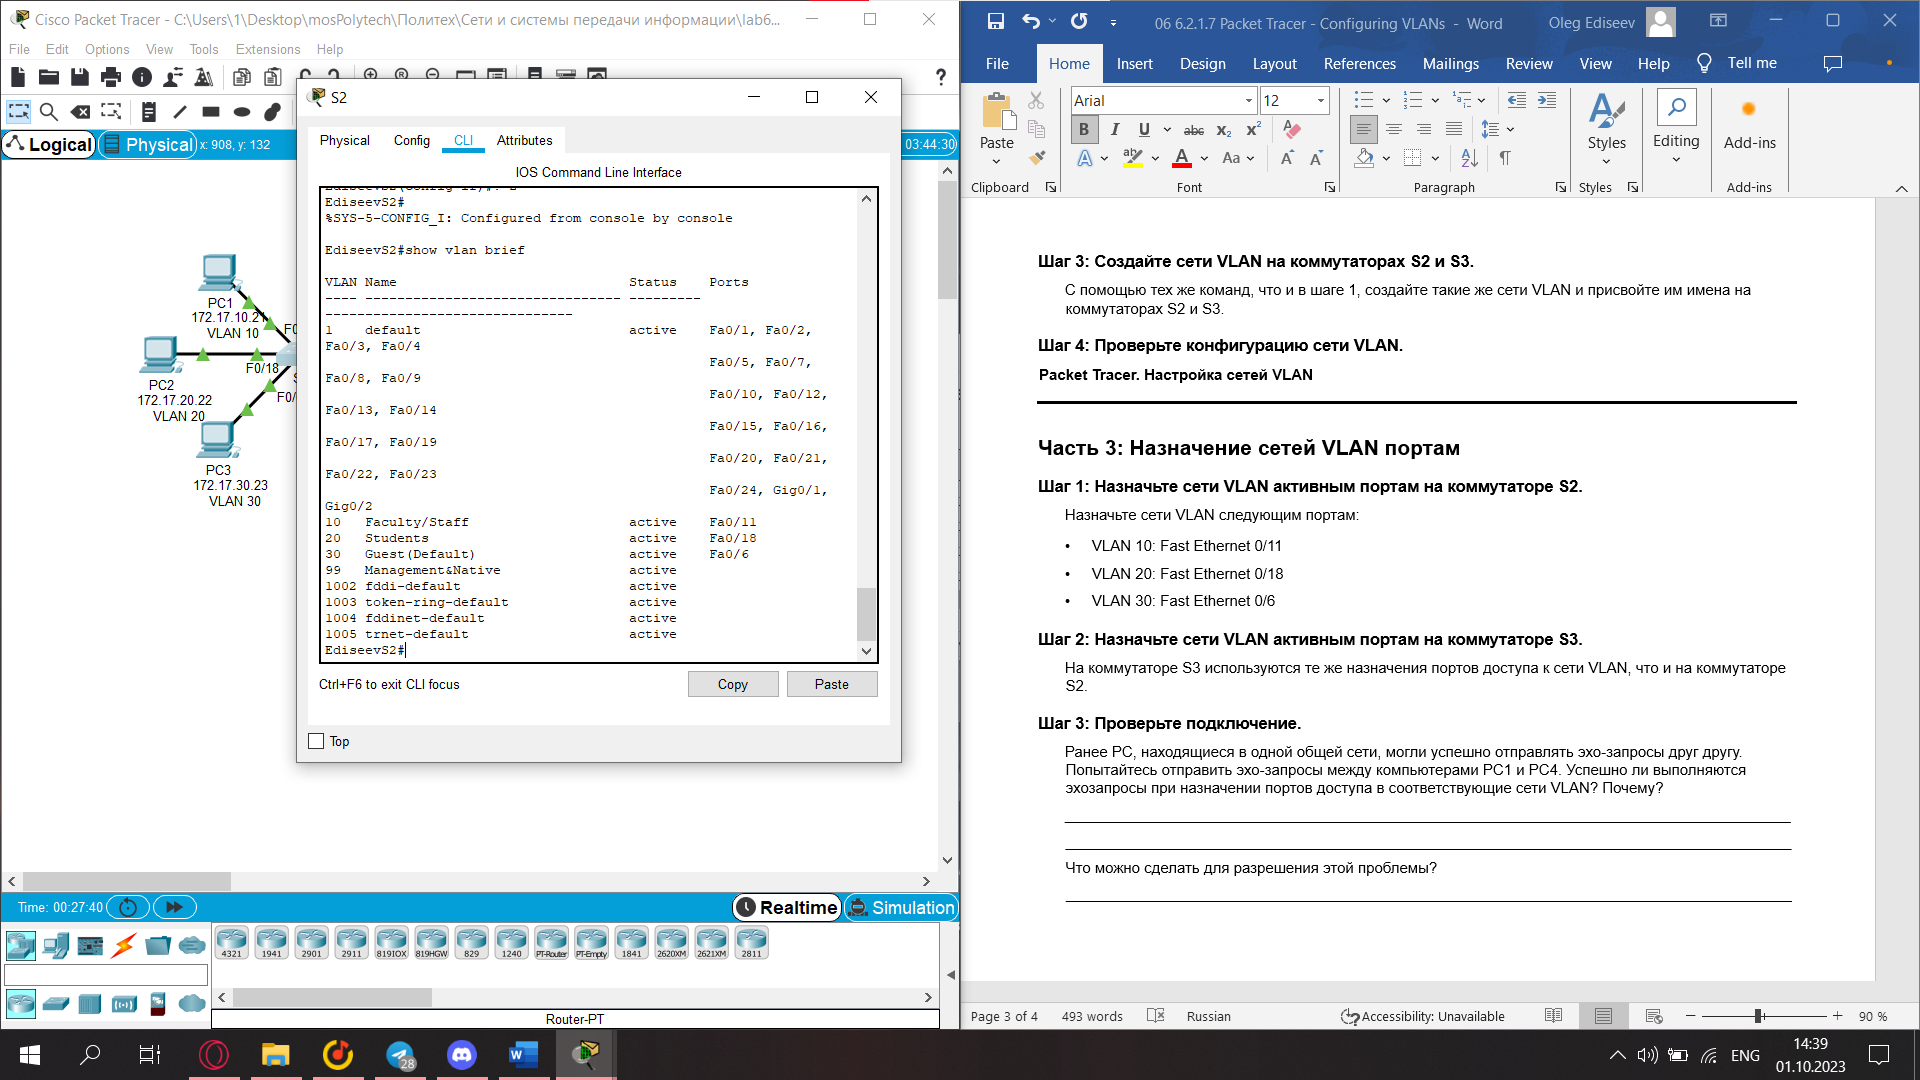 Cisco Packet Tracer - C:\Users\1\Desktop\mosPolytech\Политех\Сети и системы передачи информации\lab6...
File Edit Options View Tools Extensions Help
Logical
Physical
x: 908, y: 132
03:44:30
PC1
172.17.10.21
VLAN 10
PC2
172.17.20.22
VLAN 20
F0/18
PC3
172.17.30.23
VLAN 30
S2
Physical Config CLI Attributes
IOS Command Line Interface
EdiseevS2#
%SYS-5-CONFIG_I: Configured from console by console
EdiseevS2#show vlan brief
VLAN Name Status Ports
---- -------------------------------- --------- -------------------------------
1 default active Fa0/1, Fa0/2,
Fa0/3, Fa0/4
Fa0/5, Fa0/7,
Fa0/8, Fa0/9
Fa0/10, Fa0/12,
Fa0/13, Fa0/14
Fa0/15, Fa0/16,
Fa0/17, Fa0/19
Fa0/20, Fa0/21,
Fa0/22, Fa0/23
Fa0/24, Gig0/1,
Gig0/2
10 Faculty/Staff active Fa0/11
20 Students active Fa0/18
30 Guest(Default) active Fa0/6
99 Management&Native active
1002 fddi-default active
1003 token-ring-default active
1004 fddinet-default active
1005 trnet-default active
EdiseevS2#
Ctrl+F6 to exit CLI focus
Copy
Paste
Top
Time: 00:27:40
Realtime
Simulation
4321 1941 2901 2911 819IOX 819HGW 829 1240 PT-Router PT-Empty 1841 2620XM 2621XM 2811
Router-PT
06 6.2.1.7 Packet Tracer - Configuring VLANs - Word
Oleg Ediseev
File Home Insert Design Layout References Mailings Review View Help Tell me
Paste
Clipboard
Arial
12
Font
Paragraph
Styles
Styles
Editing
Add-ins
Add-ins
Шаг 3: Создайте сети VLAN на коммутаторах S2 и S3.
С помощью тех же команд, что и в шаге 1, создайте такие же сети VLAN и присвойте им имена на
коммутаторах S2 и S3.
Шаг 4: Проверьте конфигурацию сети VLAN.
Packet Tracer. Настройка сетей VLAN
Часть 3: Назначение сетей VLAN портам
Шаг 1: Назначьте сети VLAN активным портам на коммутаторе S2.
Назначьте сети VLAN следующим портам:
• VLAN 10: Fast Ethernet 0/11
• VLAN 20: Fast Ethernet 0/18
• VLAN 30: Fast Ethernet 0/6
Шаг 2: Назначьте сети VLAN активным портам на коммутаторе S3.
На коммутаторе S3 используются те же назначения портов доступа к сети VLAN, что и на коммутаторе
S2.
Шаг 3: Проверьте подключение.
Ранее PC, находящиеся в одной общей сети, могли успешно отправлять эхо-запросы друг другу.
Попытайтесь отправить эхо-запросы между компьютерами PC1 и PC4. Успешно ли выполняются
эхозапросы при назначении портов доступа в соответствующие сети VLAN? Почему?
Что можно сделать для разрешения этой проблемы?
Page 3 of 4
493 words
Russian
Accessibility: Unavailable
90 %
28
ENG
14:39
01.10.2023